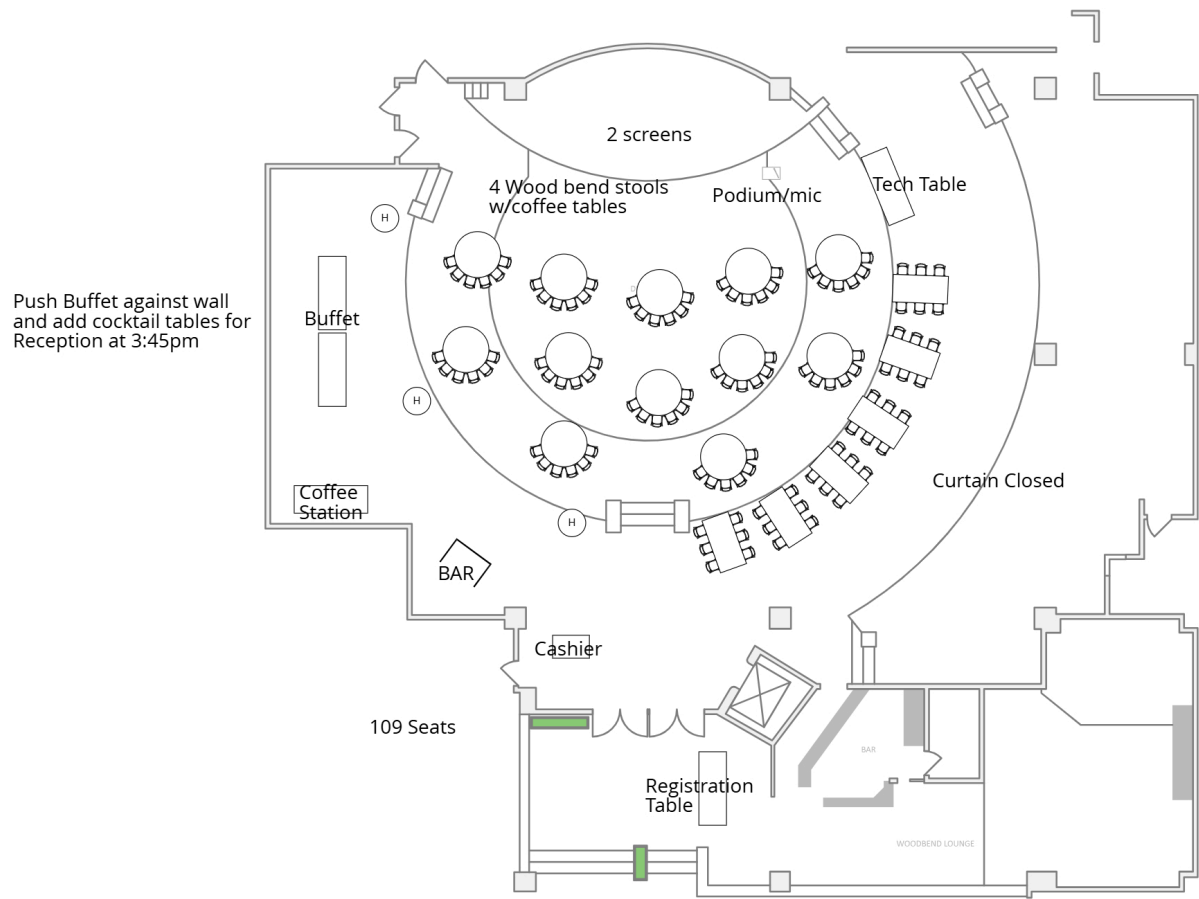 2 screens
4 Wood bend stools
w/coffee tables
Podium/mic
Tech Table
H
Push Buffet against wall
and add cocktail tables for
Reception at 3:45pm
Buffet
H
Coffee
Station
H
Curtain Closed
BAR
Cashier
109 Seats
Registration
Table
BAR
WOODBEND LOUNGE